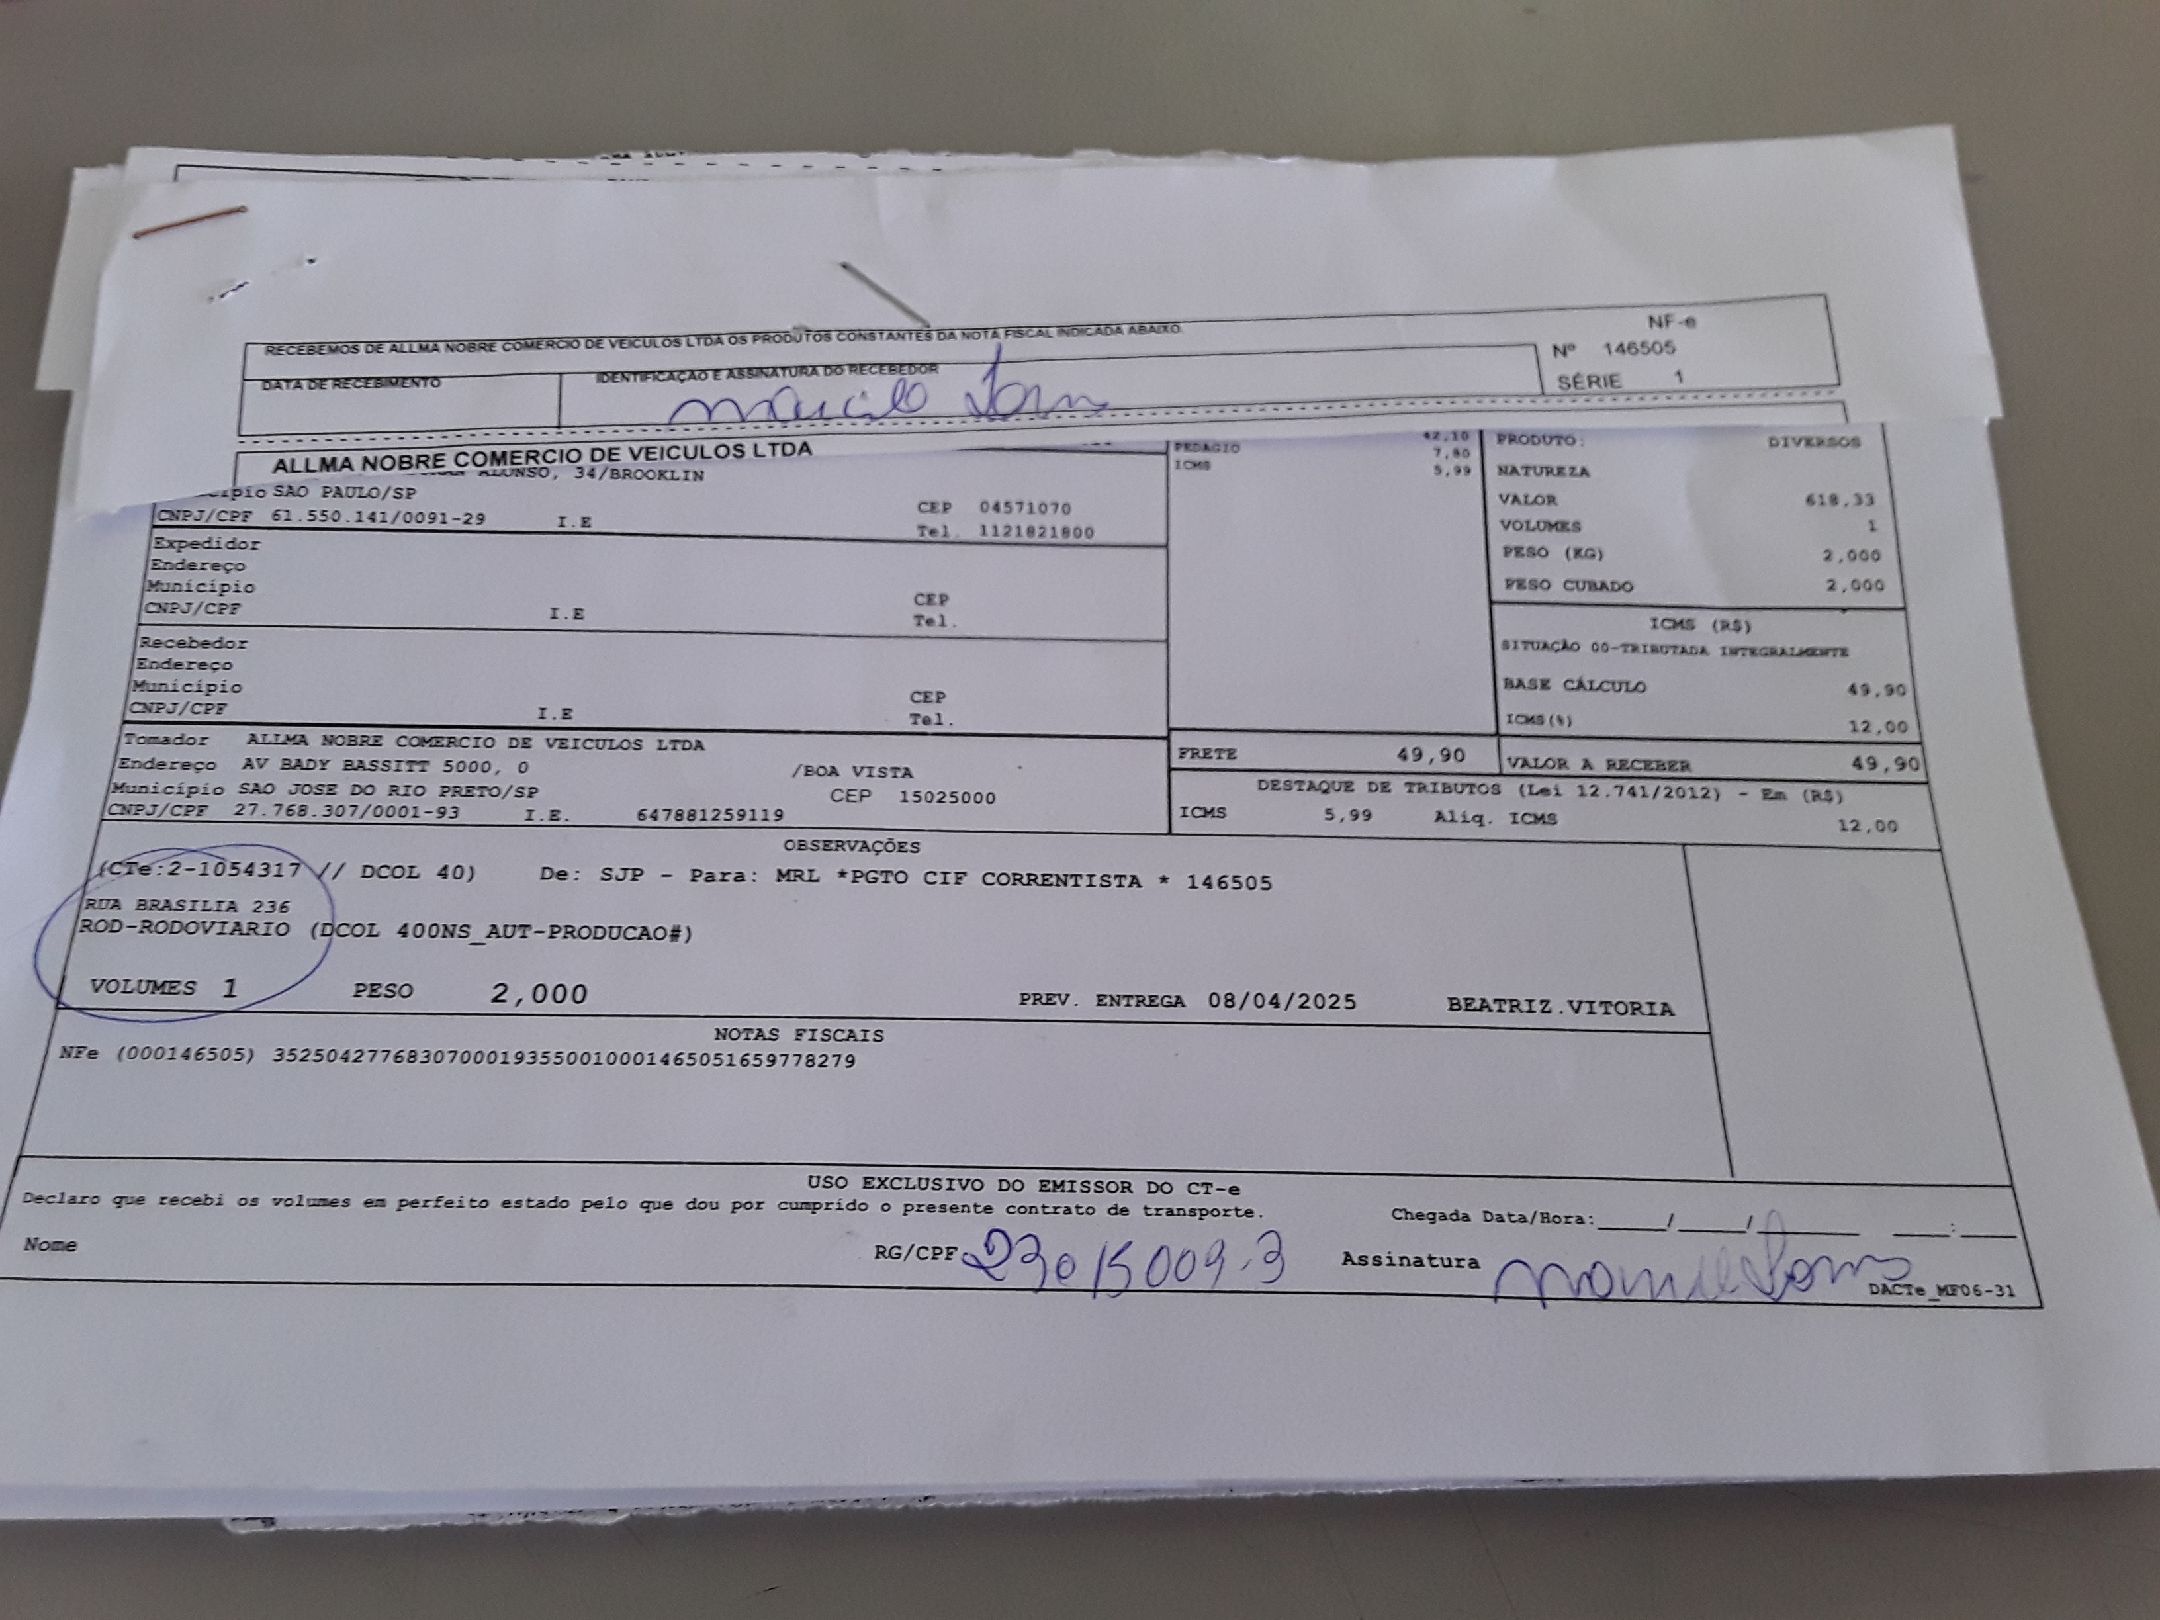 RECEBEMOS DE ALLMA NOBRE COMERCIO DE VEICULOS LTDA OS PRODUTOS CONSTANTES DA NOTA FISCAL INDICADA ABAIXO.
NF-e
Nº 146505
SÉRIE 1
DATA DE RECEBIMENTO
IDENTIFICAÇÃO E ASSINATURA DO RECEBEDOR
ALLMA NOBRE COMERCIO DE VEICULOS LTDA
ALONSO, 34/BROOKLIN
SAO PAULO/SP
CEP 04571070
CNPJ/CPF 61.550.141/0091-29 I.E
Tel. 1121821800
Expedidor
Endereço
Município CEP
CNPJ/CPF I.E Tel.
Recebedor
Endereço
Município CEP
CNPJ/CPF I.E Tel.
Tomador ALLMA NOBRE COMERCIO DE VEICULOS LTDA
Endereço AV BADY BASSITT 5000, 0 /BOA VISTA
Município SAO JOSE DO RIO PRETO/SP CEP 15025000
CNPJ/CPF 27.768.307/0001-93 I.E. 647881259119
42,10
PEDAGIO 7,80
ICMS 5,99
FRETE 49,90
PRODUTO: DIVERSOS
NATUREZA
VALOR 618,33
VOLUMES 1
PESO (KG) 2,000
PESO CUBADO 2,000
ICMS (R$)
SITUAÇÃO 00-TRIBUTADA INTEGRALMENTE
BASE CÁLCULO 49,90
ICMS(%) 12,00
VALOR A RECEBER 49,90
DESTAQUE DE TRIBUTOS (Lei 12.741/2012) - Em (R$)
ICMS 5,99 Aliq. ICMS 12,00
OBSERVAÇÕES
(CTe:2-1054317 // DCOL 40) De: SJP - Para: MRL *PGTO CIF CORRENTISTA * 146505
RUA BRASILIA 236
ROD-RODOVIARIO (DCOL 400NS_AUT-PRODUCAO#)
VOLUMES 1 PESO 2,000 PREV. ENTREGA 08/04/2025 BEATRIZ.VITORIA
NOTAS FISCAIS
NFe (000146505) 35250427768307000193550010001465051659778279
USO EXCLUSIVO DO EMISSOR DO CT-e
Declaro que recebi os volumes em perfeito estado pelo que dou por cumprido o presente contrato de transporte.
Chegada Data/Hora:_____/_____/________ ____:____
Nome RG/CPF 23015009-3 Assinatura
DACTe_MF06-31